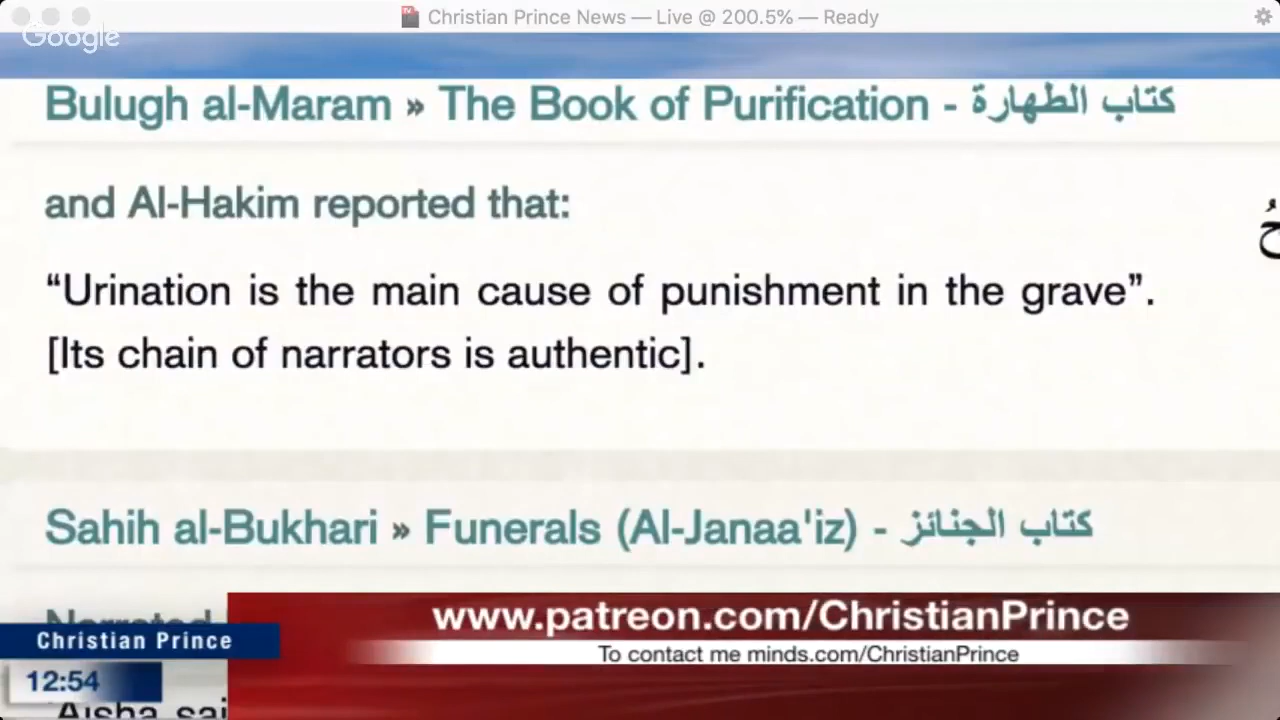 Christian Prince News — Live @ 200.5% — Ready
Google
Bulugh al-Maram » The Book of Purification - كتاب الطهارة
and Al-Hakim reported that:
“Urination is the main cause of punishment in the grave”.
[Its chain of narrators is authentic].
Sahih al-Bukhari » Funerals (Al-Janaa'iz) - كتاب الجنائز
Narrated
www.patreon.com/ChristianPrince
Christian Prince
To contact me minds.com/ChristianPrince
12:54
'Aisha sai